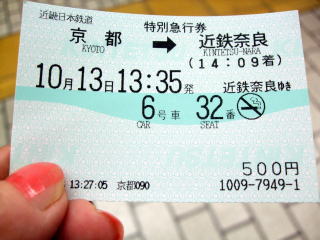 近畿日本鉄道
特別急行券
京都 ➡ 近鉄奈良
KYOTO KINTETSU-NARA
(14:09着)
10月13日 13:35発 近鉄奈良ゆき
6号車 32番
CAR SEAT
500円
13:27:05 京都090 1009-7949-1